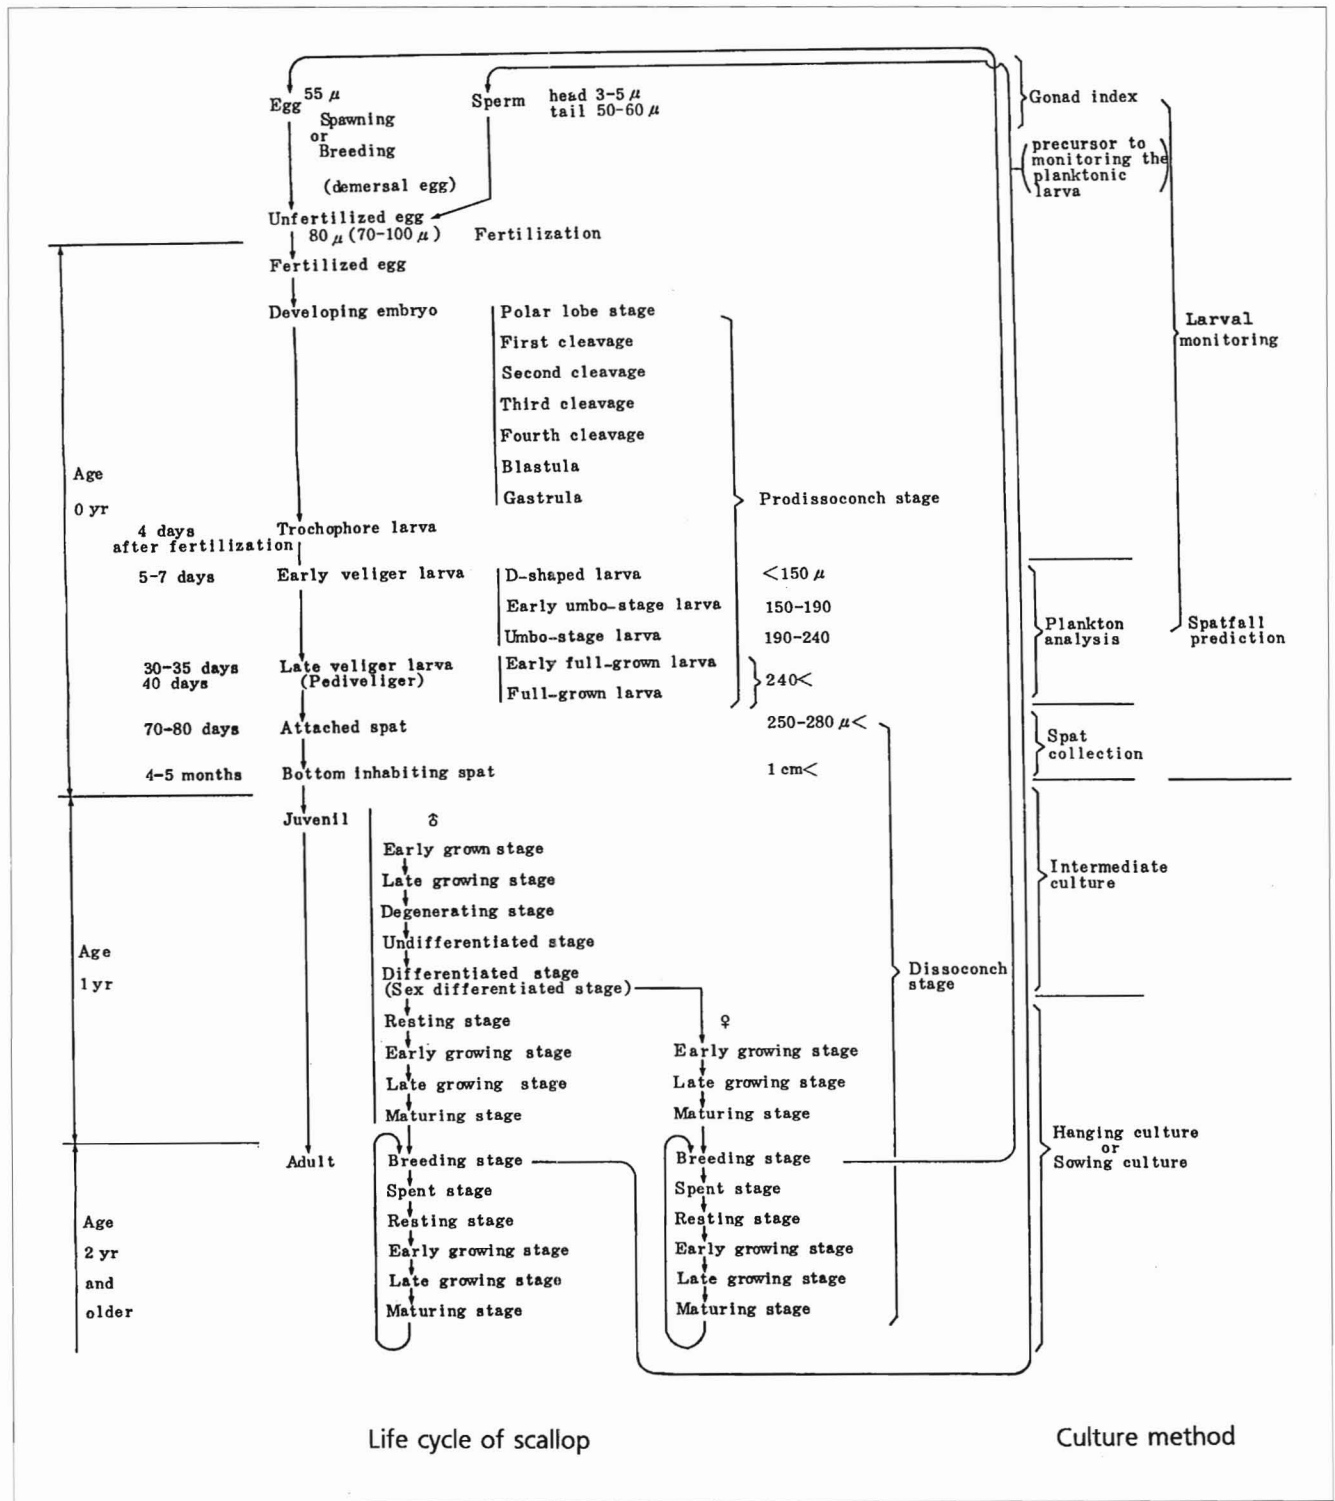 Egg 55 μ
Spawning
or
Breeding
(demersal egg)
Sperm
head 3-5 μ
tail 50-60 μ
Unfertilized egg
80 μ (70-100 μ)
Fertilization
Fertilized egg
Developing embryo
Polar lobe stage
First cleavage
Second cleavage
Third cleavage
Fourth cleavage
Blastula
Gastrula
Prodissoconch stage
Age
0 yr
4 days
after fertilization
Trochophore larva
5-7 days
Early veliger larva
D-shaped larva
<150 μ
Early umbo-stage larva
150-190
Umbo-stage larva
190-240
30-35 days
40 days
Late veliger larva
(Pediveliger)
Early full-grown larva
Full-grown larva
240<
70-80 days
Attached spat
250-280 μ<
4-5 months
Bottom inhabiting spat
1 cm<
Juvenil
♂
Early grown stage
Late growing stage
Degenerating stage
Undifferentiated stage
Differentiated stage
(Sex differentiated stage)
Resting stage
Early growing stage
Late growing stage
Maturing stage
Age
1 yr
♀
Early growing stage
Late growing stage
Maturing stage
Dissoconch
stage
Adult
Breeding stage
Spent stage
Resting stage
Early growing stage
Late growing stage
Maturing stage
Breeding stage
Spent stage
Resting stage
Early growing stage
Late growing stage
Maturing stage
Age
2 yr
and
older
Gonad index
(precursor to
monitoring the
planktonic
larva)
Larval
monitoring
Plankton
analysis
Spatfall
prediction
Spat
collection
Intermediate
culture
Hanging culture
or
Sowing culture
Life cycle of scallop
Culture method